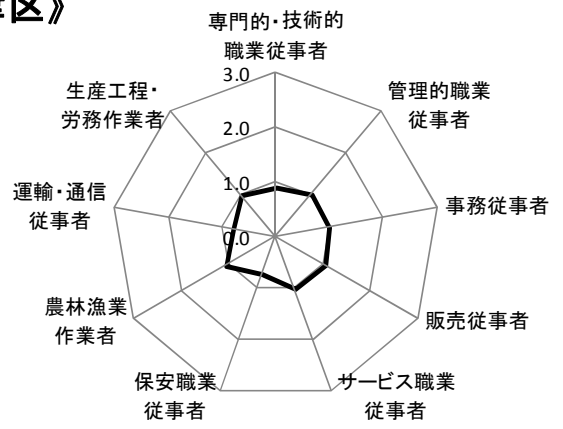 区》
専門的・技術的
職業従事者
管理的職業
従事者
事務従事者
販売従事者
サービス職業
従事者
保安職業
従事者
農林漁業
作業者
運輸・通信
従事者
生産工程・
労務作業者
3.0
2.0
1.0
0.0